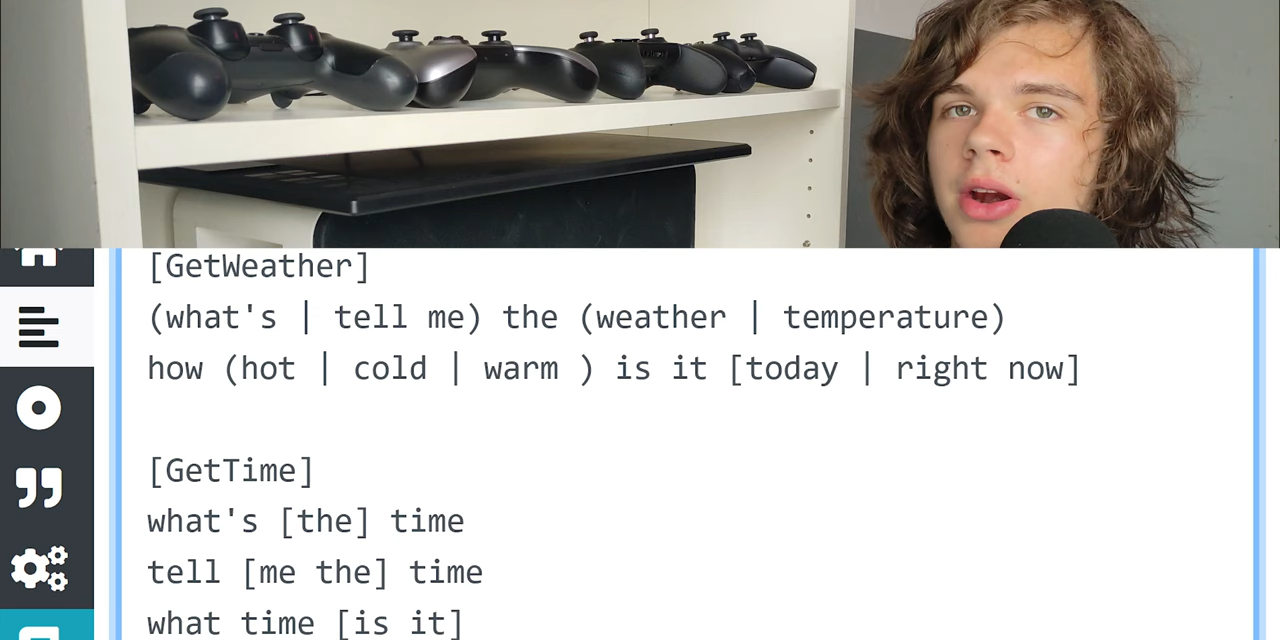 [GetWeather]
(what's | tell me) the (weather | temperature)
how (hot | cold | warm ) is it [today | right now]
[GetTime]
what's [the] time
tell [me the] time
what time [is it]